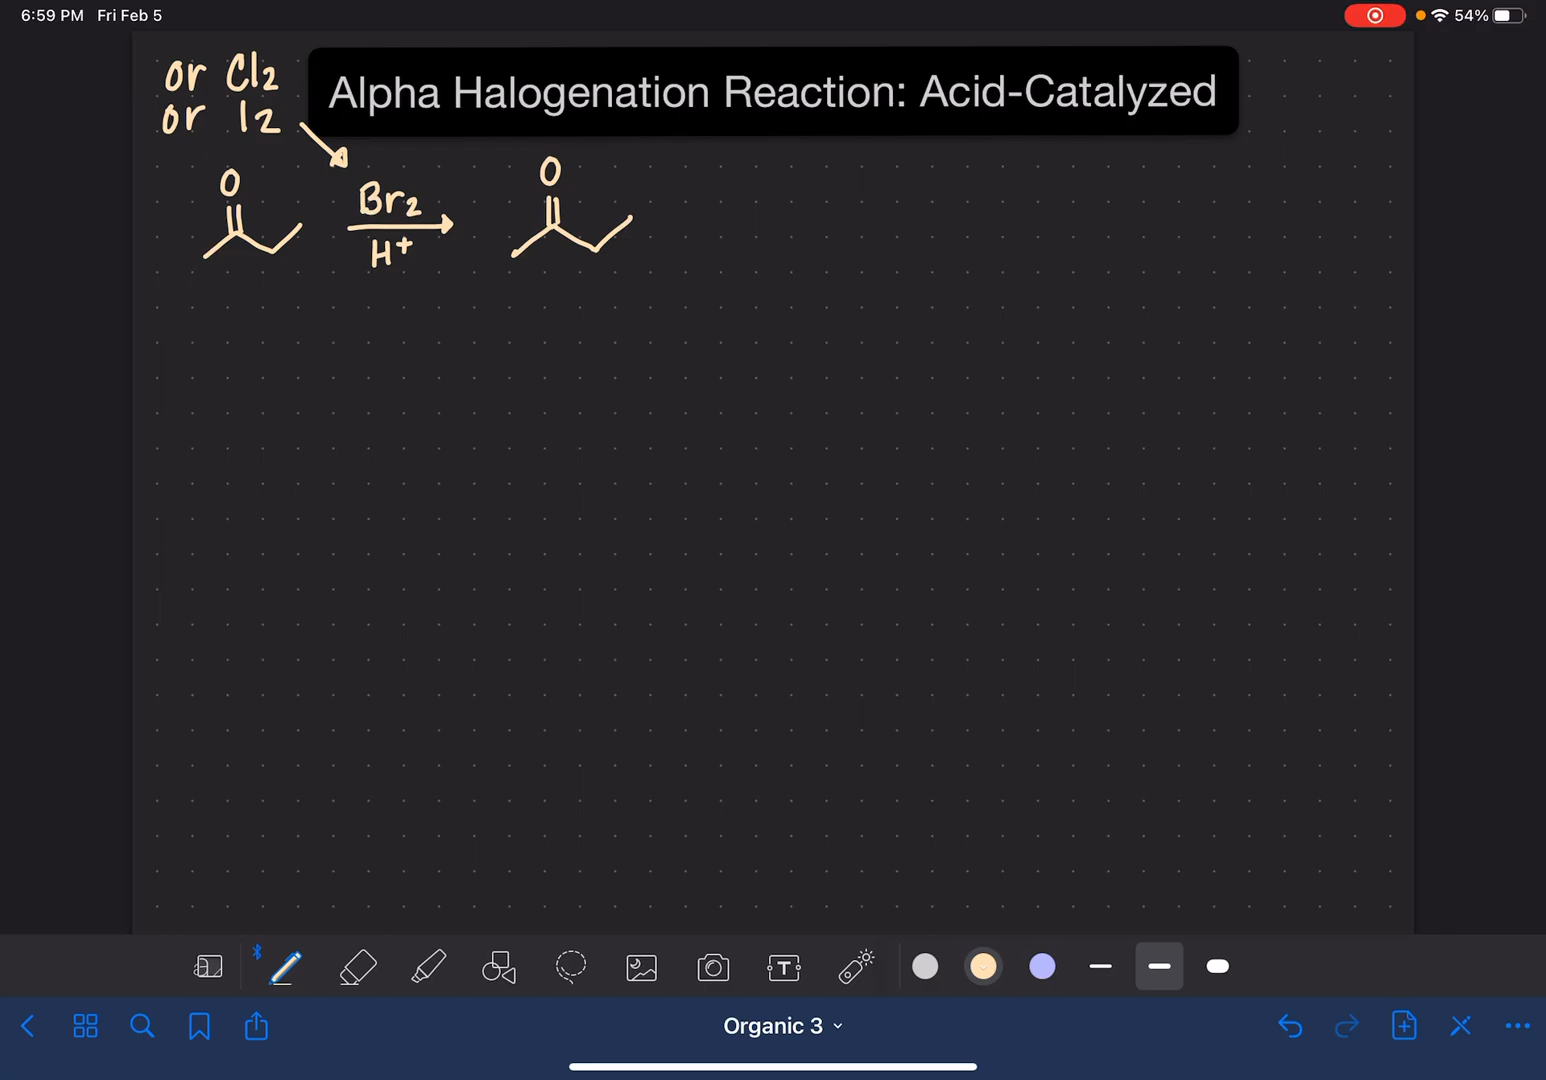 6:59 PM Fri Feb 5
54%
or Cl2
or I2
Alpha Halogenation Reaction: Acid-Catalyzed
O
Br2
H+
O
T
Organic 3